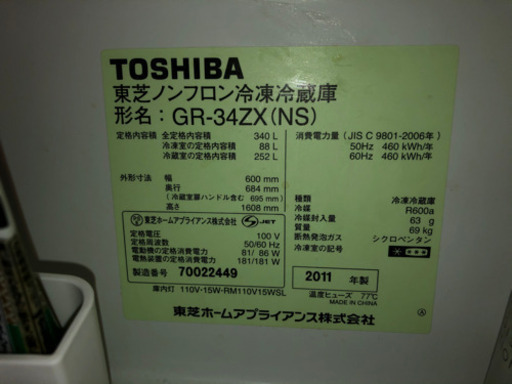 TOSHIBA
東芝ノンフロン冷凍冷蔵庫
形名：GR-34ZX(NS)
定格内容積 全定格内容積 340 L
冷凍室の定格内容積 88 L
冷蔵室の定格内容積 252 L
外形寸法 幅 600 mm
奥行 684 mm
(冷蔵室扉ハンドル含む 695 mm)
高さ 1608 mm
東芝ホームアプライアンス株式会社 JET
定格電圧 100 V
定格周波数 50/60 Hz
電動機の定格消費電力 81/ 86 W
電熱装置の定格消費電力 181/181 W
製造番号 70022449
庫内灯 110V-15W-RM110V15WSL
消費電力量 (JIS C 9801-2006年)
50Hz 460 kWh/年
60Hz 460 kWh/年
種類 冷凍冷蔵庫
冷媒 R600a
冷媒封入量 63 g
質量 69 kg
断熱発泡ガス シクロペンタン
冷凍室の記号
2011 年製
温度ヒューズ 77℃
MADE IN CHINA
東芝ホームアプライアンス株式会社
Ⓐ